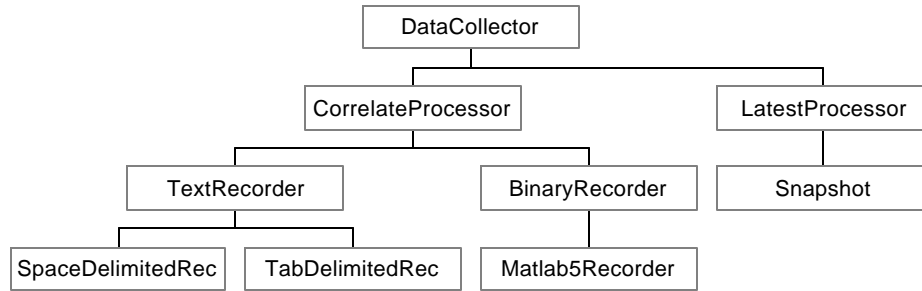 DataCollector
CorrelateProcessor
LatestProcessor
TextRecorder
BinaryRecorder
Snapshot
SpaceDelimitedRec
TabDelimitedRec
Matlab5Recorder